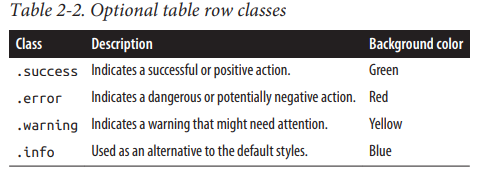 Table 2-2. Optional table row classes
Class Description Background color
.success Indicates a successful or positive action. Green
.error Indicates a dangerous or potentially negative action. Red
.warning Indicates a warning that might need attention. Yellow
.info Used as an alternative to the default styles. Blue